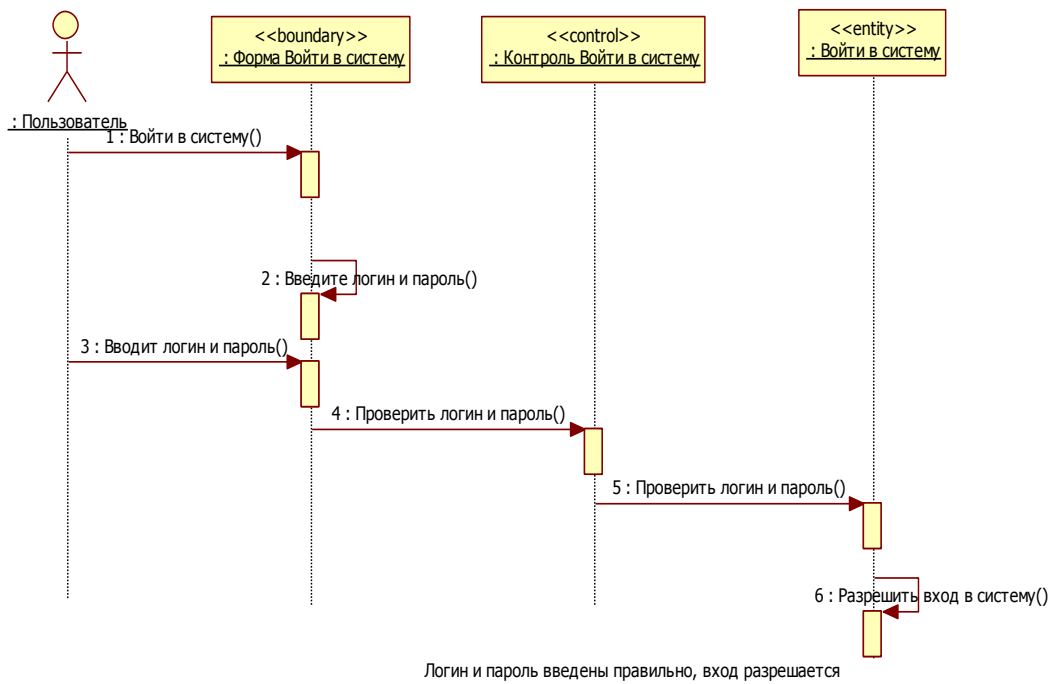 <<boundary>>
: Форма Войти в систему
<<control>>
: Контроль Войти в систему
<<entity>>
: Войти в систему
: Пользователь
1 : Войти в систему()
2 : Введите логин и пароль()
3 : Вводит логин и пароль()
4 : Проверить логин и пароль()
5 : Проверить логин и пароль()
6 : Разрешить вход в систему()
Логин и пароль введены правильно, вход разрешается